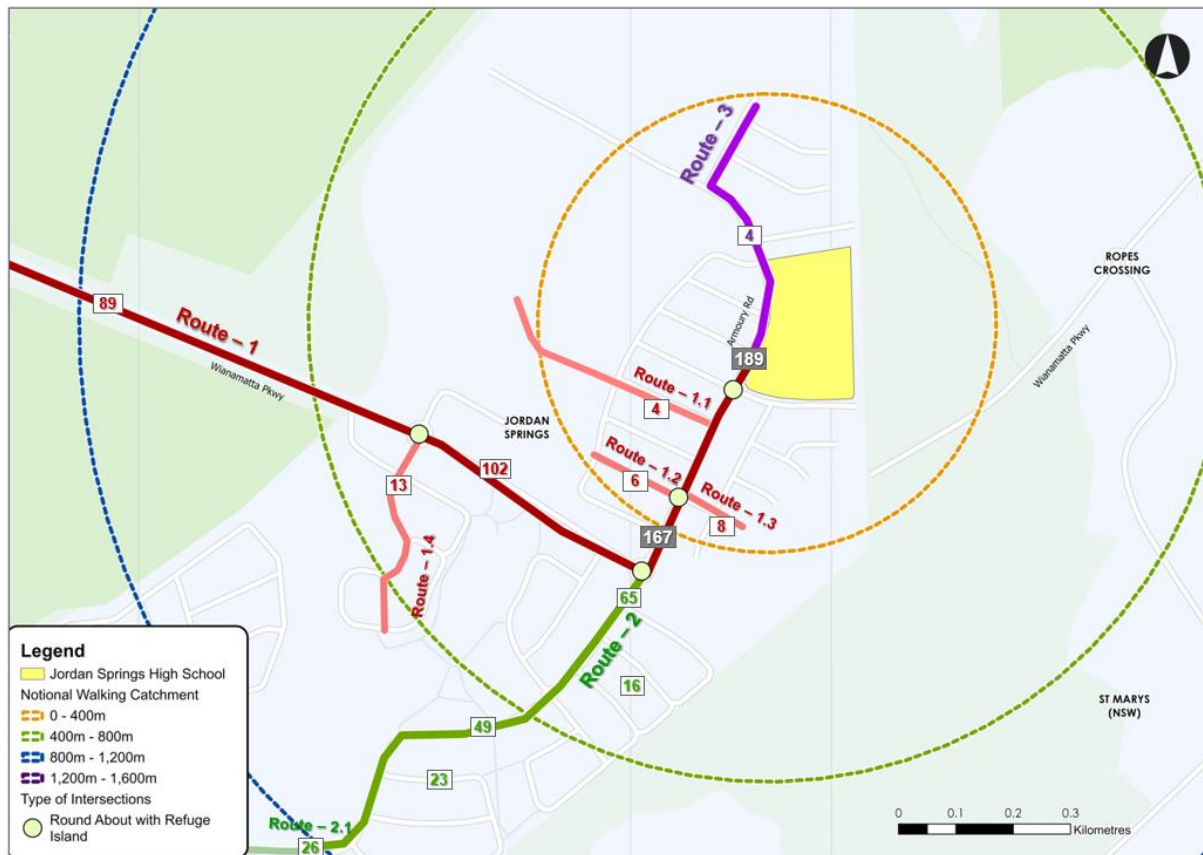 Route – 3
4
ROPES
CROSSING
Armoury Rd
Wianamatta Pkwy
89
Route – 1
Wianamatta Pkwy
189
Route – 1.1
4
JORDAN
SPRINGS
Route – 1.2
102
6
Route – 1.3
13
8
167
Route – 1.4
65
Route – 2
16
ST MARYS
(NSW)
49
23
Route – 2.1
26
Legend
Jordan Springs High School
Notional Walking Catchment
0 - 400m
400m - 800m
800m - 1,200m
1,200m - 1,600m
Type of Intersections
Round About with Refuge
Island
0 0.1 0.2 0.3
Kilometres